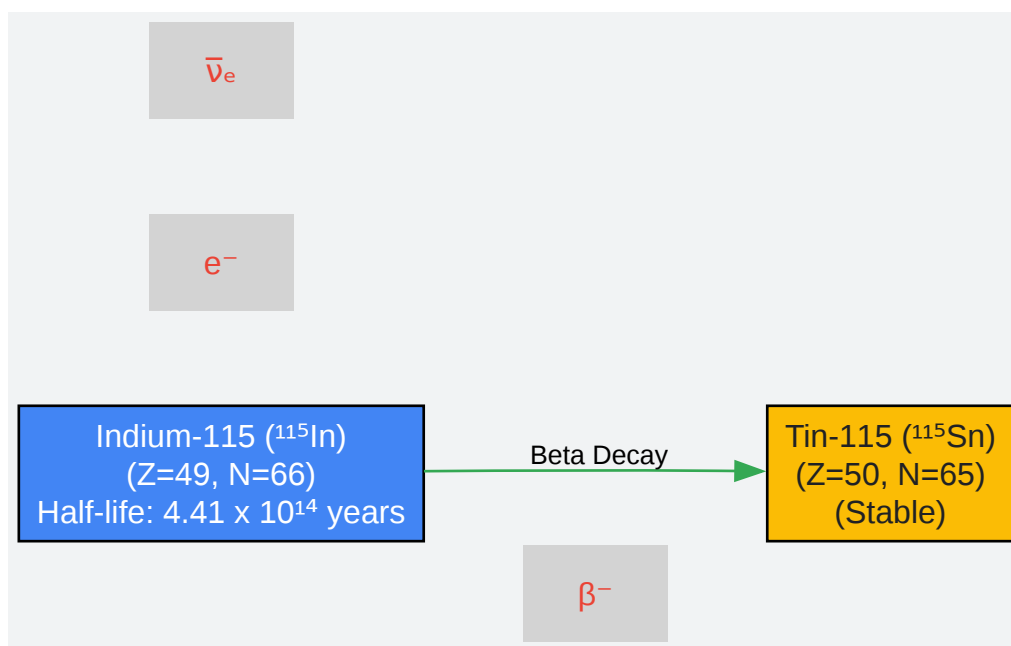 ν̅ₑ
e⁻
Indium-115 (¹¹⁵In)
(Z=49, N=66)
Half-life: 4.41 x 10¹⁴ years
Beta Decay
Tin-115 (¹¹⁵Sn)
(Z=50, N=65)
(Stable)
β⁻